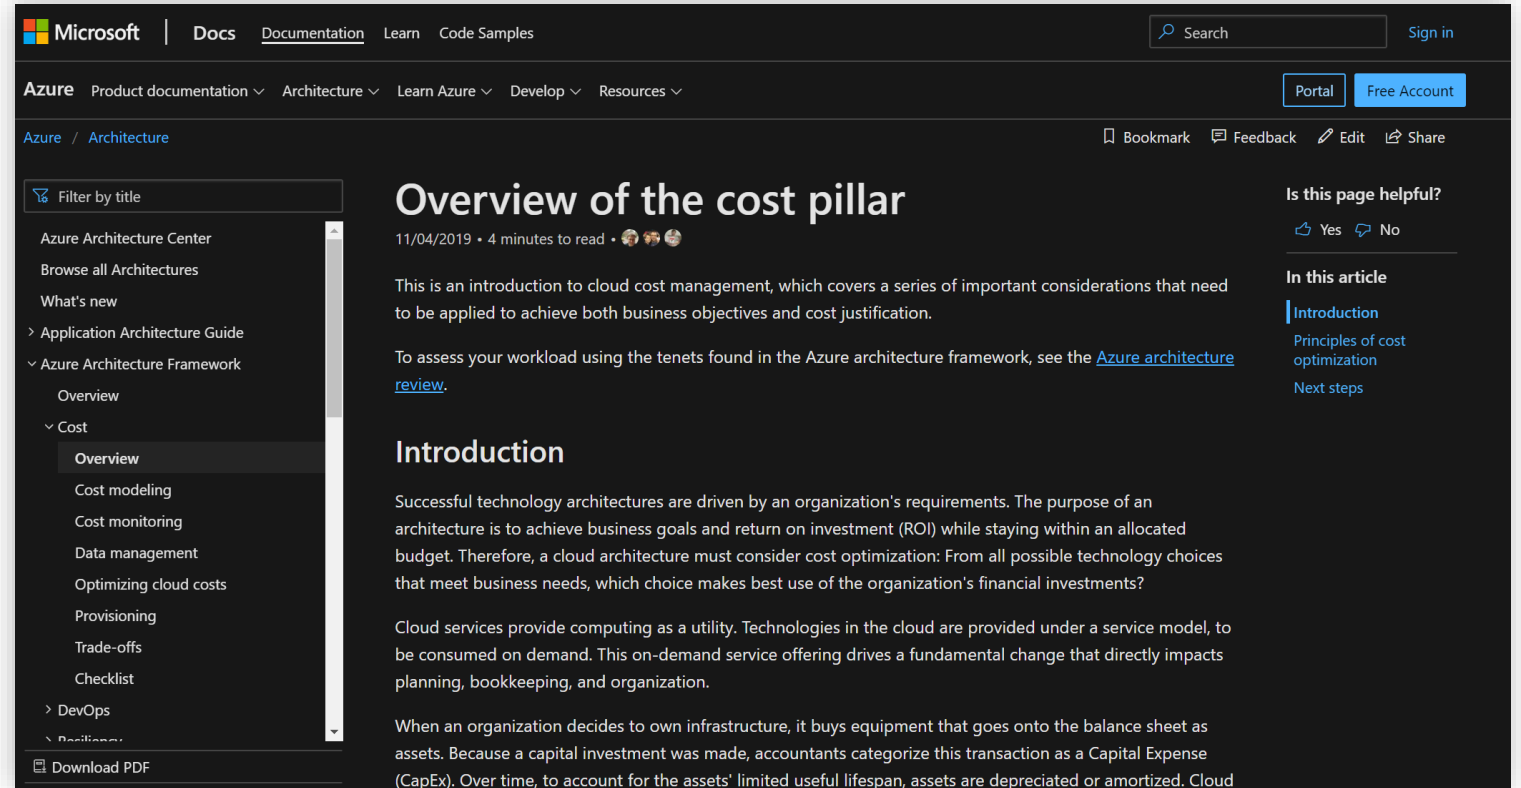 Microsoft
Docs Documentation Learn Code Samples
Search
Sign in
Azure Product documentation Architecture Learn Azure Develop Resources
Portal Free Account
Azure / Architecture
Bookmark Feedback Edit Share
Filter by title
Azure Architecture Center
Browse all Architectures
What's new
Application Architecture Guide
Azure Architecture Framework
Overview
Cost
Overview
Cost modeling
Cost monitoring
Data management
Optimizing cloud costs
Provisioning
Trade-offs
Checklist
DevOps
Resiliency
Download PDF
Overview of the cost pillar
11/04/2019 • 4 minutes to read •
This is an introduction to cloud cost management, which covers a series of important considerations that need
to be applied to achieve both business objectives and cost justification.
To assess your workload using the tenets found in the Azure architecture framework, see the Azure architecture
review.
Introduction
Successful technology architectures are driven by an organization's requirements. The purpose of an
architecture is to achieve business goals and return on investment (ROI) while staying within an allocated
budget. Therefore, a cloud architecture must consider cost optimization: From all possible technology choices
that meet business needs, which choice makes best use of the organization's financial investments?
Cloud services provide computing as a utility. Technologies in the cloud are provided under a service model, to
be consumed on demand. This on-demand service offering drives a fundamental change that directly impacts
planning, bookkeeping, and organization.
When an organization decides to own infrastructure, it buys equipment that goes onto the balance sheet as
assets. Because a capital investment was made, accountants categorize this transaction as a Capital Expense
(CapEx). Over time, to account for the assets' limited useful lifespan, assets are depreciated or amortized. Cloud
Is this page helpful?
Yes No
In this article
Introduction
Principles of cost
optimization
Next steps